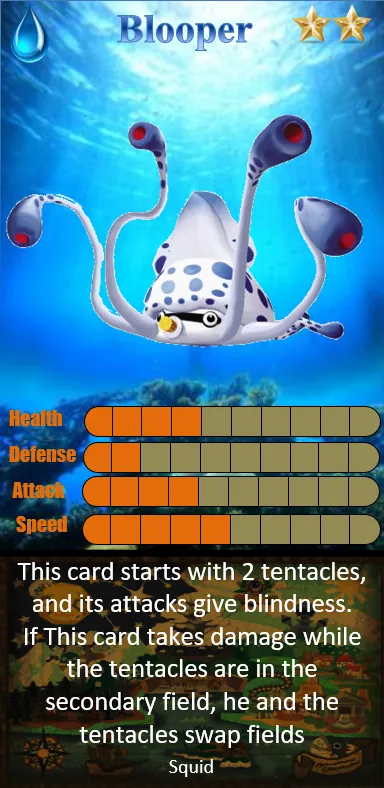 Blooper
Health
Defense
Attack
Speed
This card starts with 2 tentacles,
and its attacks give blindness.
If This card takes damage while
the tentacles are in the
secondary field, he and the
tentacles swap fields
Squid